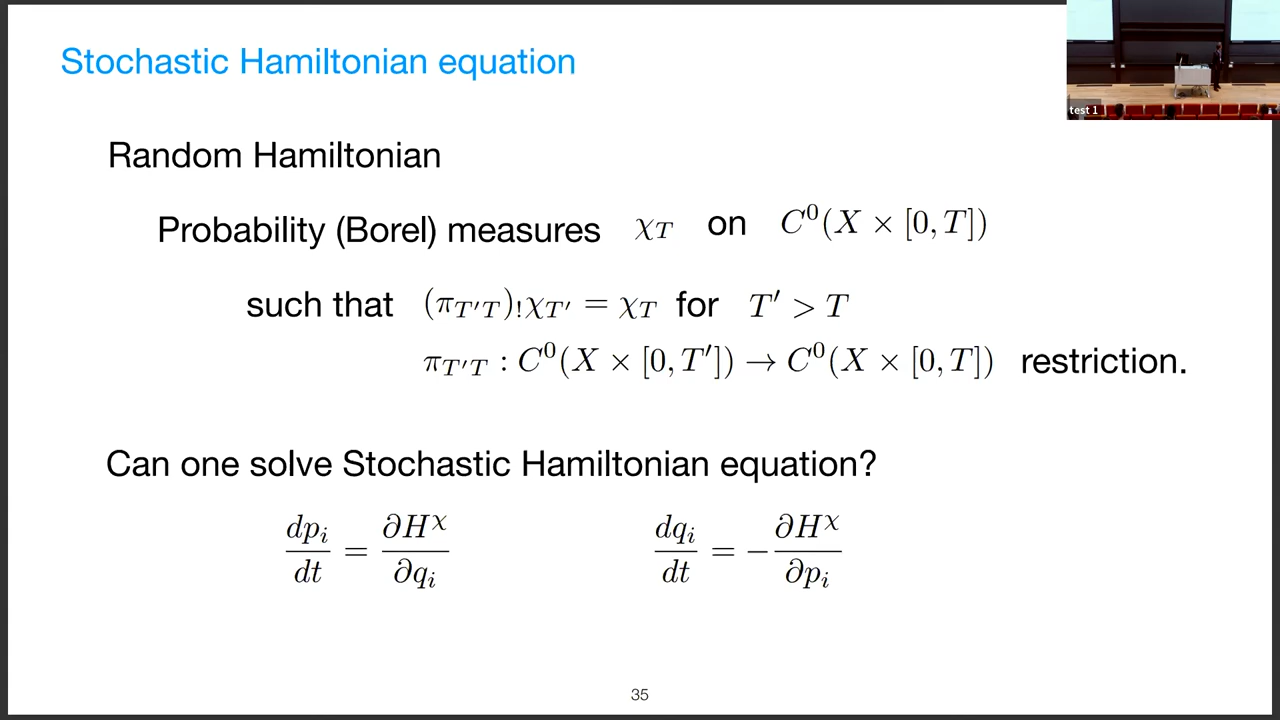 Stochastic Hamiltonian equation
test 1
Random Hamiltonian
Probability (Borel) measures χ_T on C⁰(X × [0, T])
such that (π_{T′T})_!χ_{T′} = χ_T for T′ > T
π_{T′T} : C⁰(X × [0, T′]) → C⁰(X × [0, T]) restriction.
Can one solve Stochastic Hamiltonian equation?
dp_i/dt = ∂H^χ/∂q_i dq_i/dt = −∂H^χ/∂p_i
35